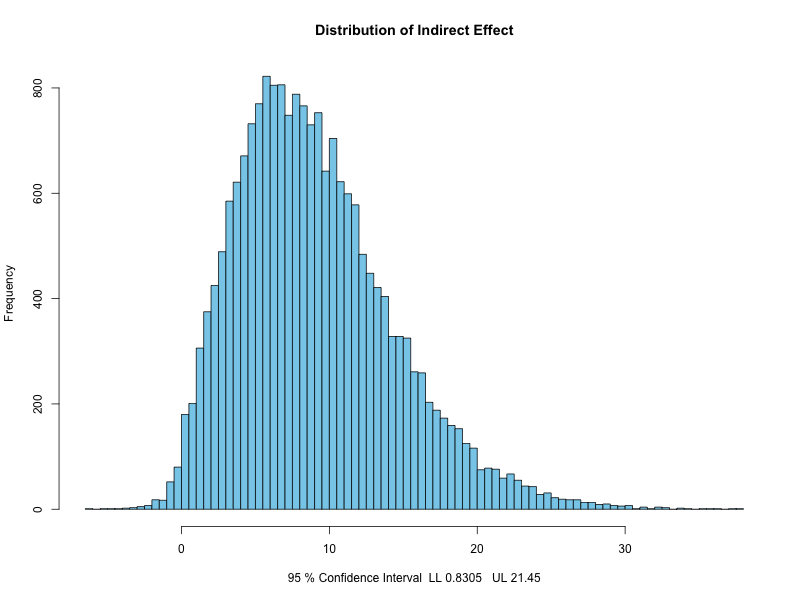 Distribution of Indirect Effect
800
600
400
200
0
Frequency
0 10 20 30
95 % Confidence Interval  LL 0.8305   UL 21.45